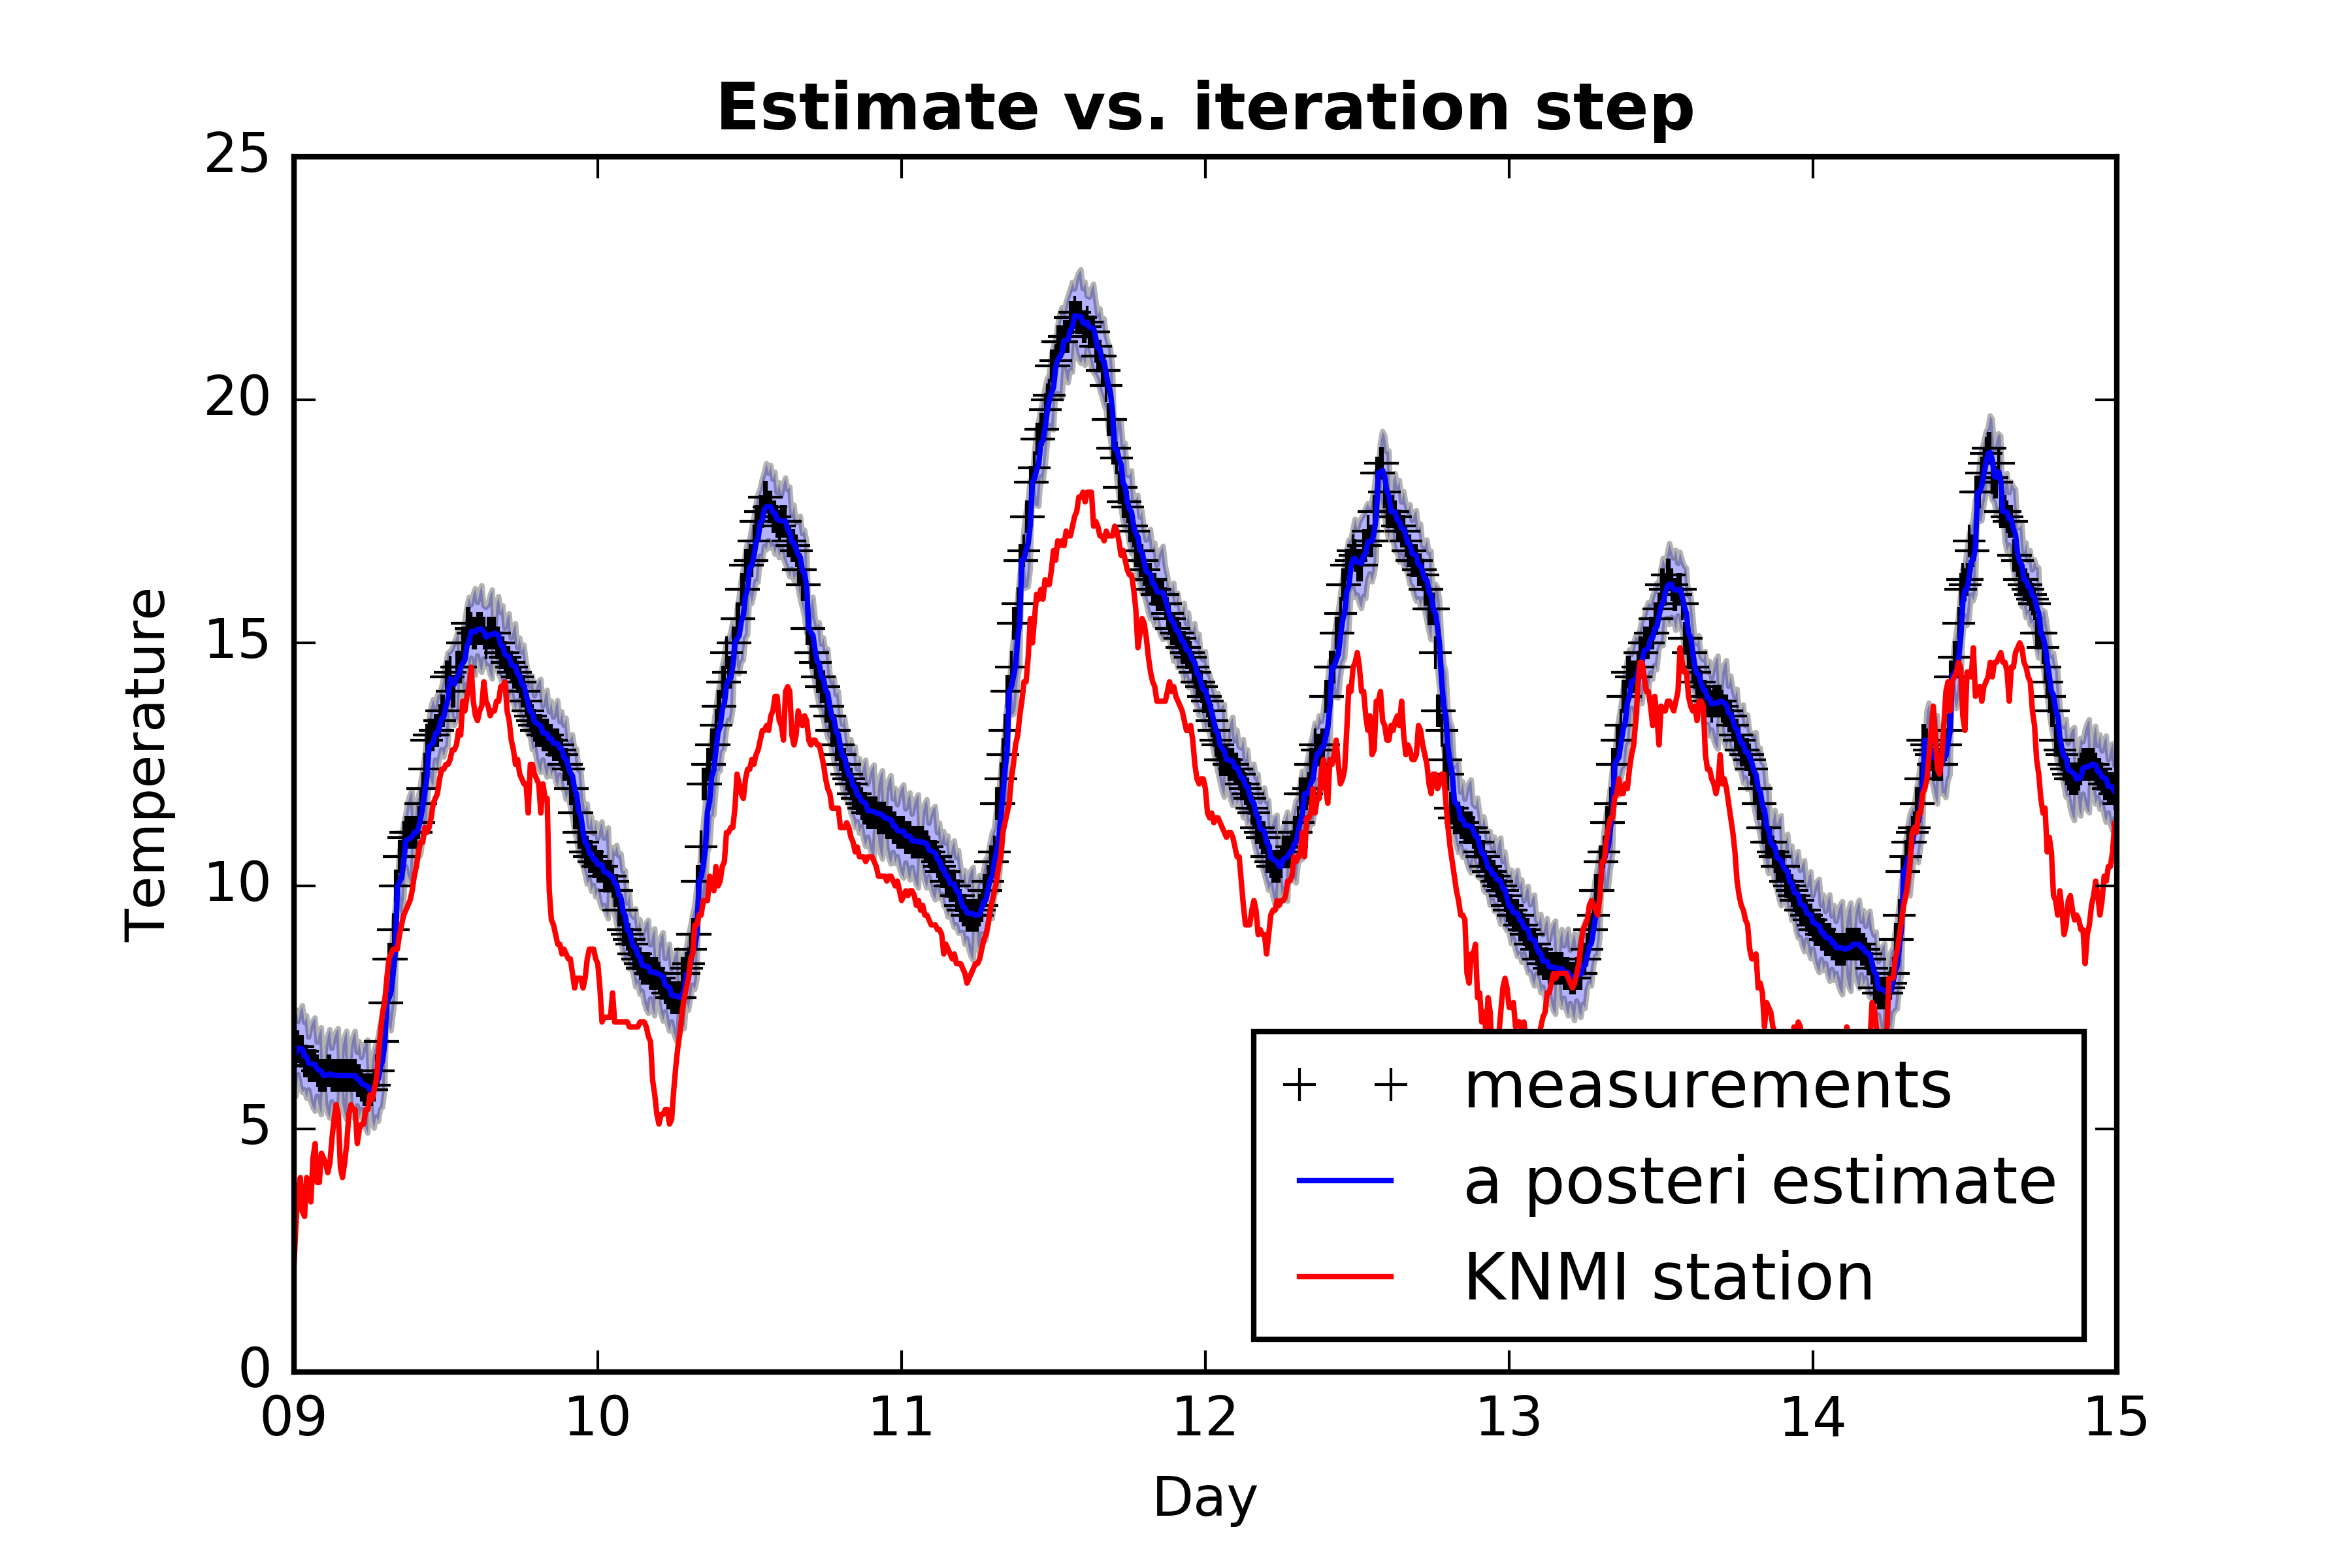 Estimate vs. iteration step
25
20
15
10
5
0
Temperature
09 10 11 12 13 14 15
Day
measurements
a posteri estimate
KNMI station